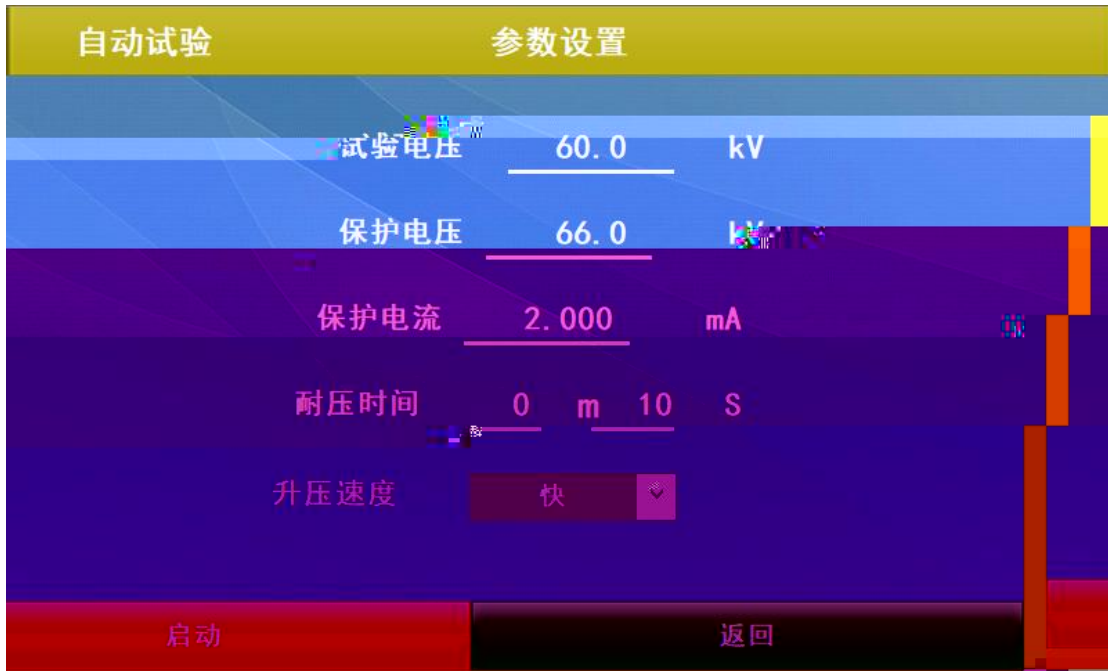 自动试验 参数设置
试验电压 60.0 kV
保护电压 66.0 kV
保护电流 2.000 mA
耐压时间 0 m 10 S
升压速度 快
启动 返回